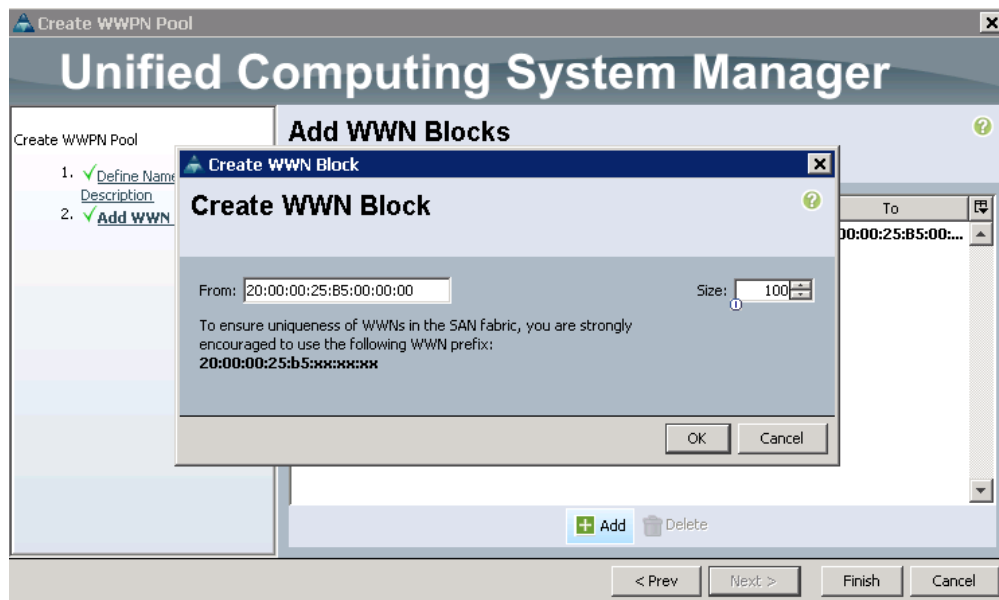 Create WWPN Pool
Unified Computing System Manager
Create WWPN Pool
1. Define Name
Description
2. Add WWN
Add WWN Blocks
To
00:00:25:B5:00:...
Create WWN Block
Create WWN Block
From: 20:00:00:25:B5:00:00:00
Size: 100
To ensure uniqueness of WWNs in the SAN fabric, you are strongly
encouraged to use the following WWN prefix:
20:00:00:25:b5:xx:xx:xx
OK Cancel
Add Delete
< Prev Next > Finish Cancel